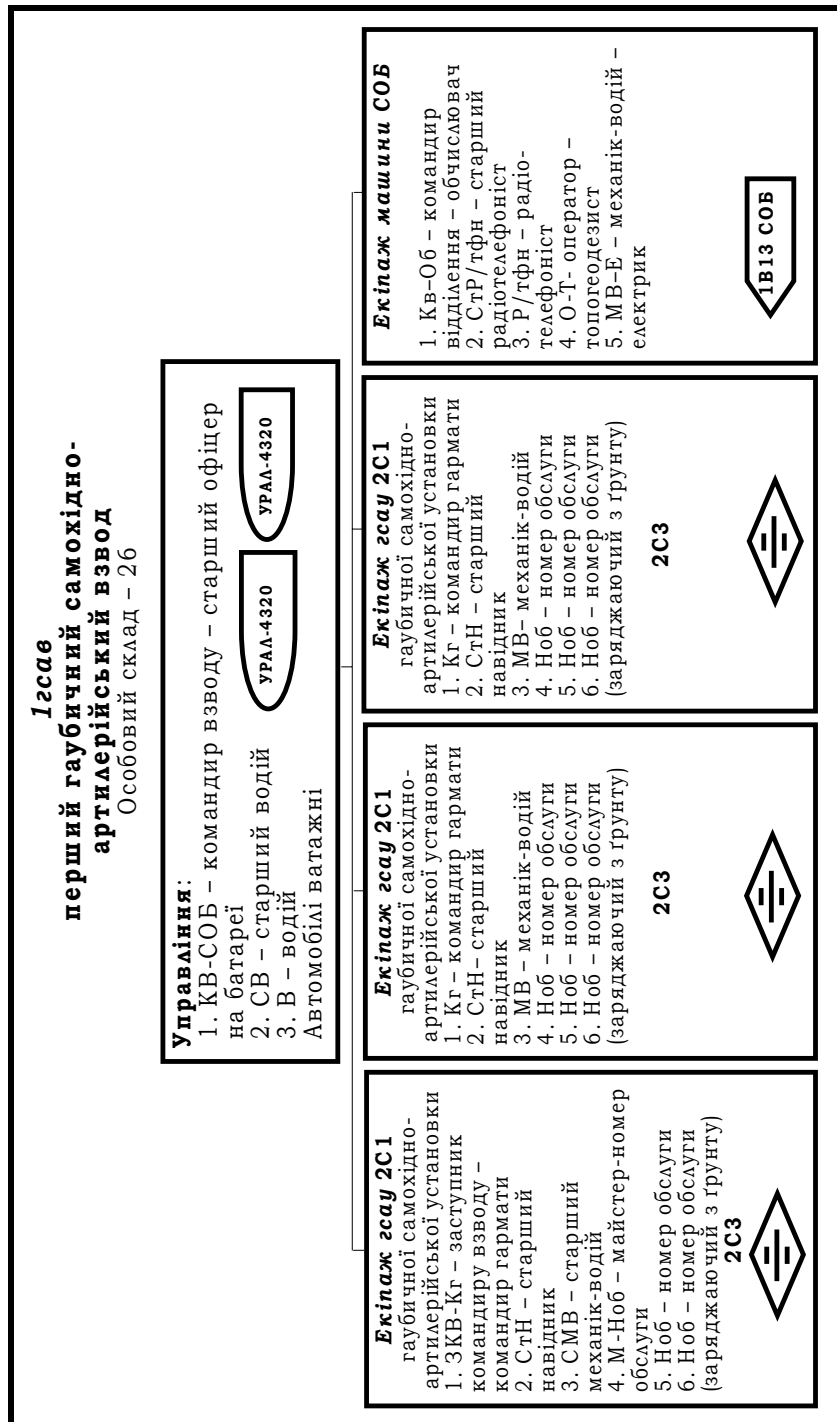 1гсав
перший гаубичний самохідно-
артилерійський взвод
Особовий склад – 26
Управління:
1. КВ-СОБ – командир взводу – старший офіцер
на батареї
2. СВ – старший водій
3. В – водій
Автомобілі ватажні
УРАЛ-4320
УРАЛ-4320
Екіпаж гсау 2С1
гаубичної самохідно-
артилерійської установки
1. ЗКВ-Кг – заступник
командиру взводу –
командир гармати
2. СтН – старший
навідник
3. СМВ – старший
механік-водій
4. М-Ноб – майстер-номер
обслуги
5. Ноб – номер обслуги
6. Ноб – номер обслуги
(заряджаючий з ґрунту)
2С3
Екіпаж гсау 2С1
гаубичної самохідно-
артилерійської установки
1. Кг – командир гармати
2. СтН– старший
навідник
3. МВ – механік-водій
4. Ноб – номер обслуги
5. Ноб – номер обслуги
6. Ноб – номер обслуги
(заряджаючий з ґрунту)
2С3
Екіпаж гсау 2С1
гаубичної самохідно-
артилерійської установки
1. Кг – командир гармати
2. СтН – старший
навідник
3. МВ– механік-водій
4. Ноб – номер обслуги
5. Ноб – номер обслуги
6. Ноб – номер обслуги
(заряджаючий з ґрунту)
2С3
Екіпаж машини СОБ
1. Кв–Об – командир
відділення – обчислювач
2. СтР/тфн – старший
радіотелефоніст
3. Р/тфн – радіо-
телефоніст
4. О-Т- оператор –
топогеодезист
5. МВ–Е – механік-водій –
електрик
1В13 СОБ